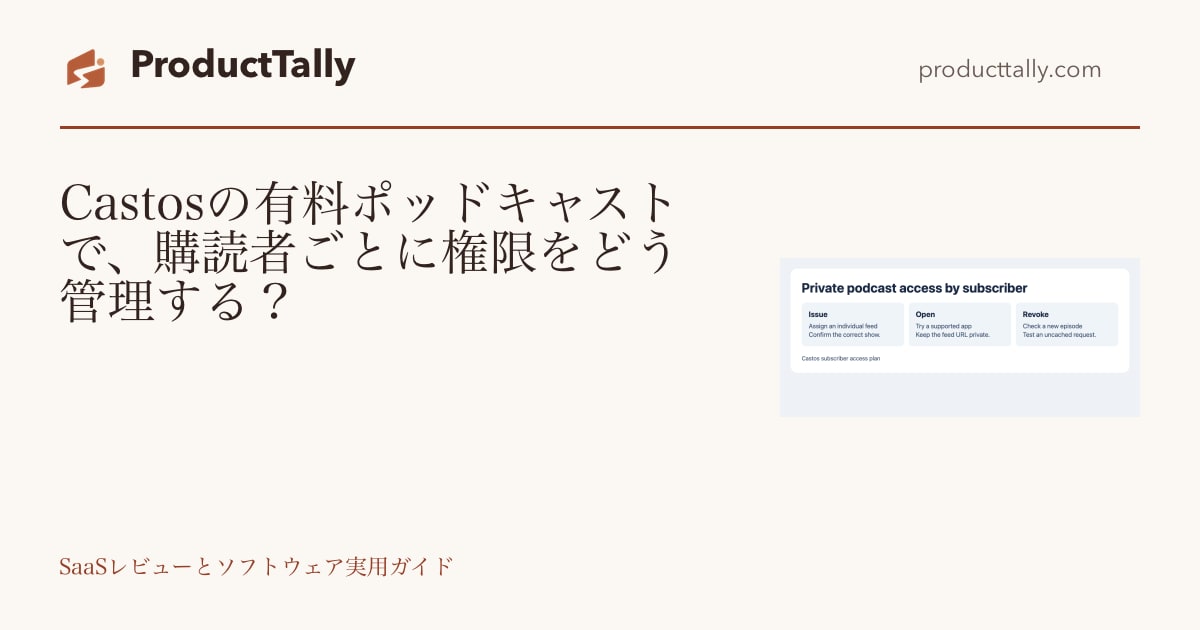 ProductTally
producttally.com
Castosの有料ポッドキャスト
で、購読者ごとに権限をどう
管理する？
Private podcast access by subscriber
Issue
Assign an individual feed
Confirm the correct show.
Open
Try a supported app
Keep the feed URL private.
Revoke
Check a new episode
Test an uncached request.
Castos subscriber access plan
SaaSレビューとソフトウェア実用ガイド